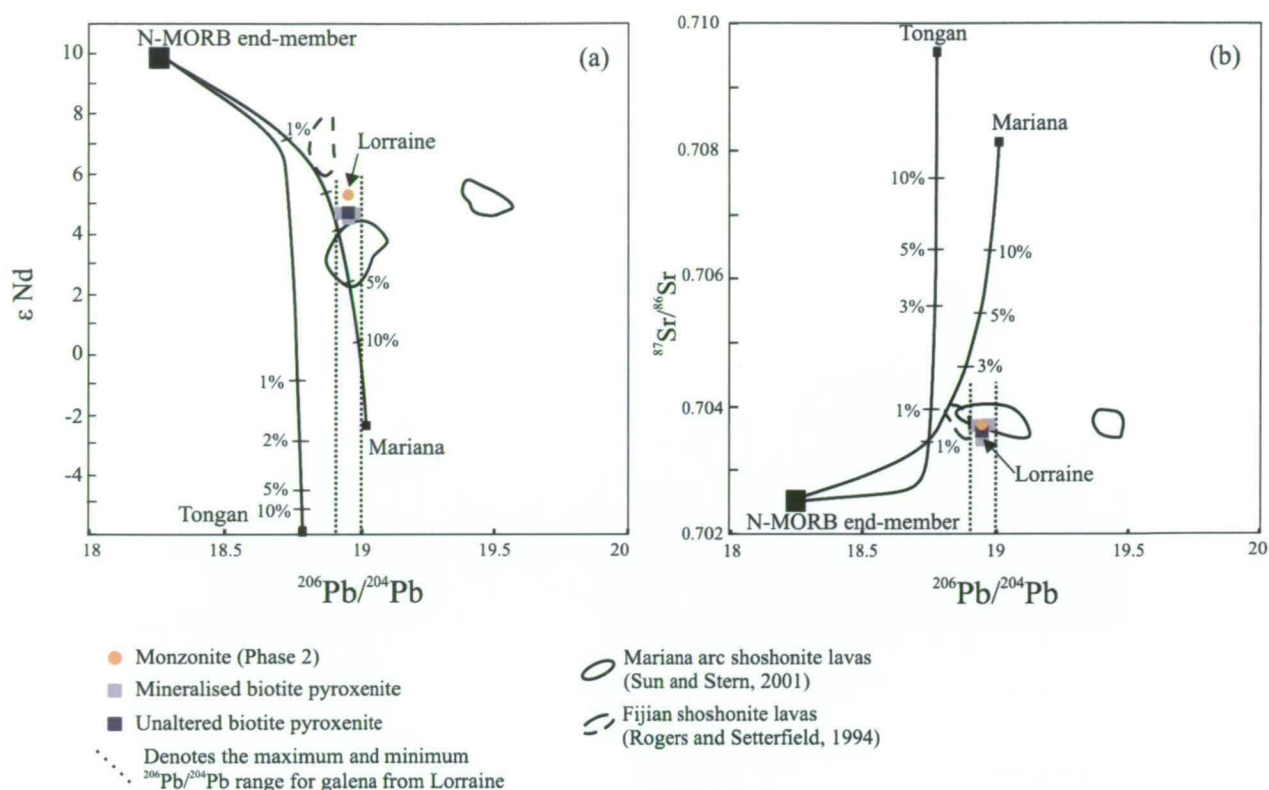 N-MORB end-member
(a)
10
8
6
4
2
0
-2
-4
ε Nd
1%
Lorraine
5%
10%
1%
2%
5%
10%
Mariana
Tongan
18
18.5
19
19.5
20
²⁰⁶Pb/²⁰⁴Pb
0.710
0.708
0.706
0.704
0.702
⁸⁷Sr/⁸⁶Sr
Tongan
(b)
Mariana
10%
5%
3%
1%
10%
5%
3%
1%
Lorraine
N-MORB end-member
18
18.5
19
19.5
20
²⁰⁶Pb/²⁰⁴Pb
Monzonite (Phase 2)
Mineralised biotite pyroxenite
Unaltered biotite pyroxenite
Denotes the maximum and minimum
²⁰⁶Pb/²⁰⁴Pb range for galena from Lorraine
Mariana arc shoshonite lavas
(Sun and Stern, 2001)
Fijian shoshonite lavas
(Rogers and Setterfield, 1994)